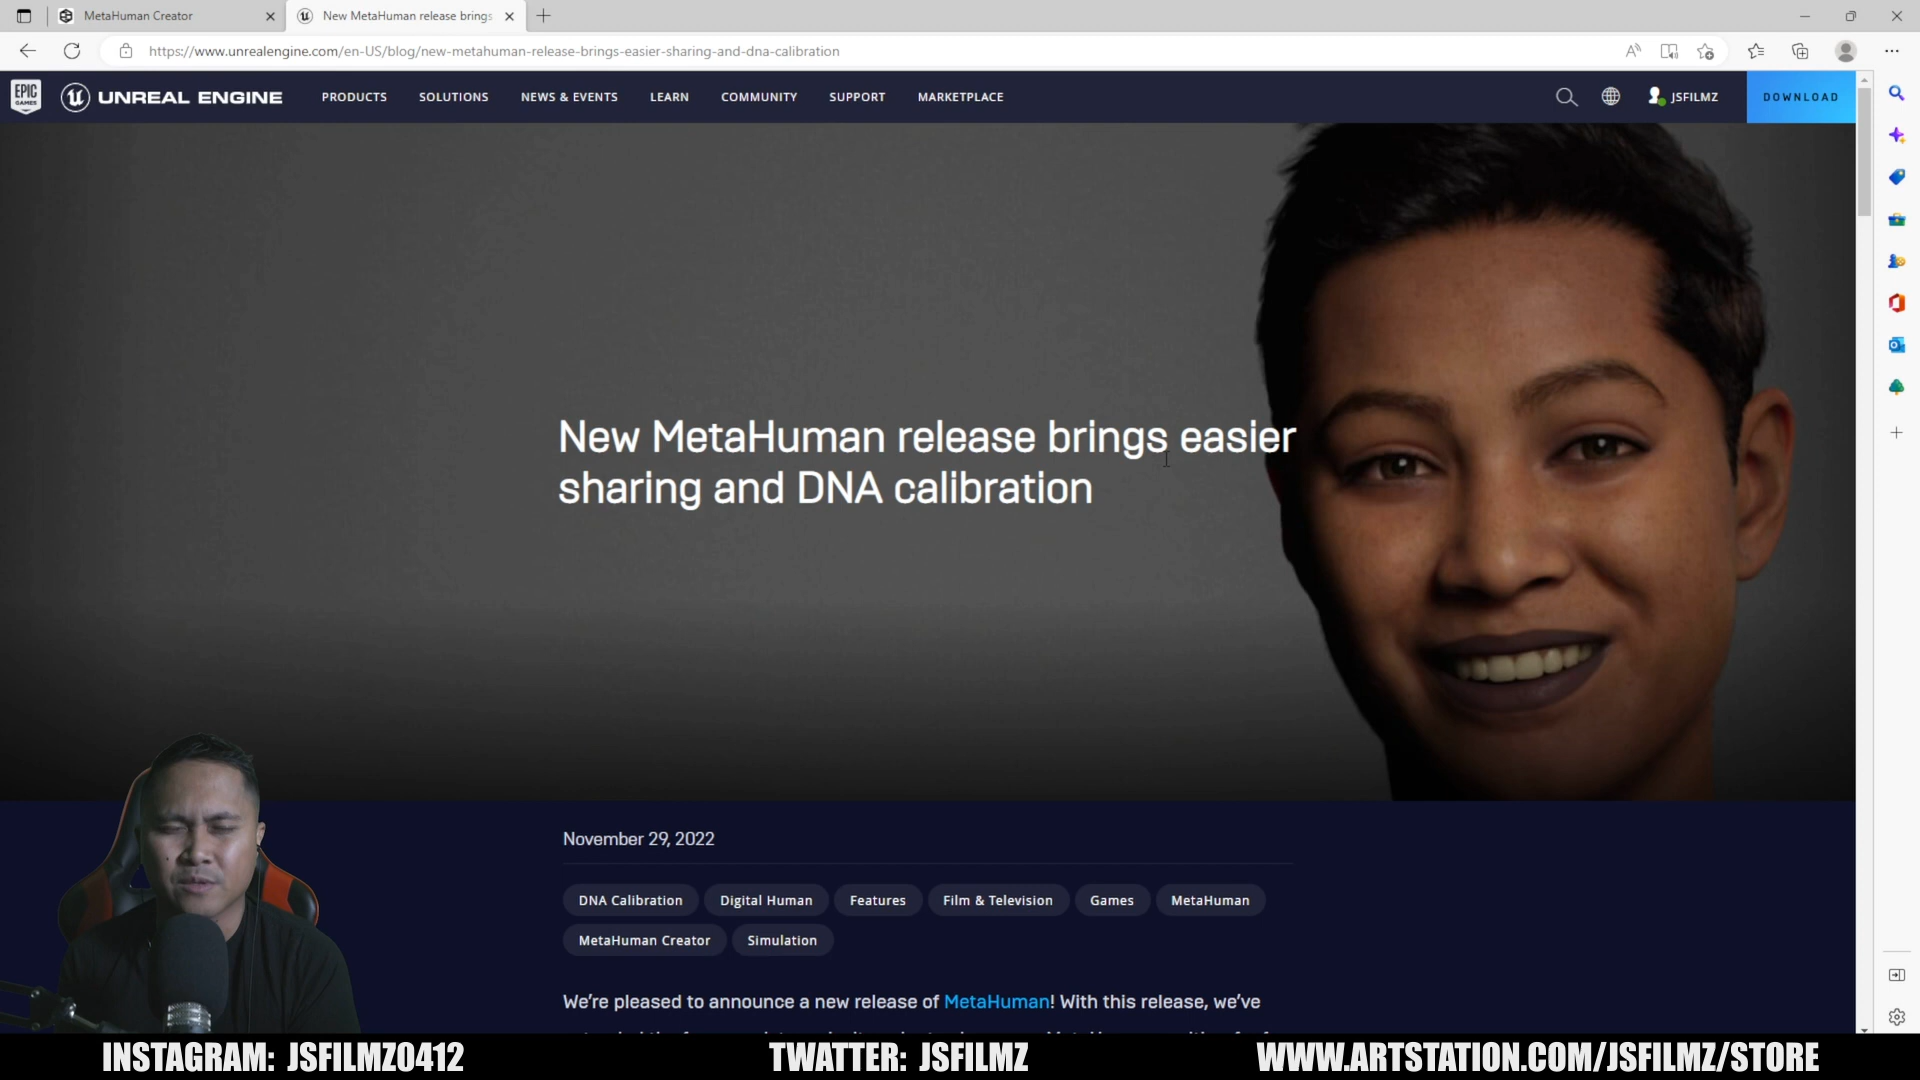 MetaHuman Creator
New MetaHuman release brings
https://www.unrealengine.com/en-US/blog/new-metahuman-release-brings-easier-sharing-and-dna-calibration
EPIC GAMES
UNREAL ENGINE
PRODUCTS
SOLUTIONS
NEWS & EVENTS
LEARN
COMMUNITY
SUPPORT
MARKETPLACE
JSFILMZ
DOWNLOAD
New MetaHuman release brings easier
sharing and DNA calibration
November 29, 2022
DNA Calibration
Digital Human
Features
Film & Television
Games
MetaHuman
MetaHuman Creator
Simulation
We're pleased to announce a new release of MetaHuman! With this release, we've
INSTAGRAM: JSFILMZ0412
TWATTER: JSFILMZ
WWW.ARTSTATION.COM/JSFILMZ/STORE